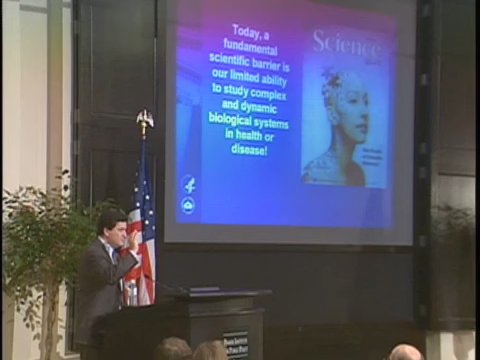 Today, a
fundamental
scientific barrier is
our limited ability
to study complex
and dynamic
biological systems
in health or
disease!
Science